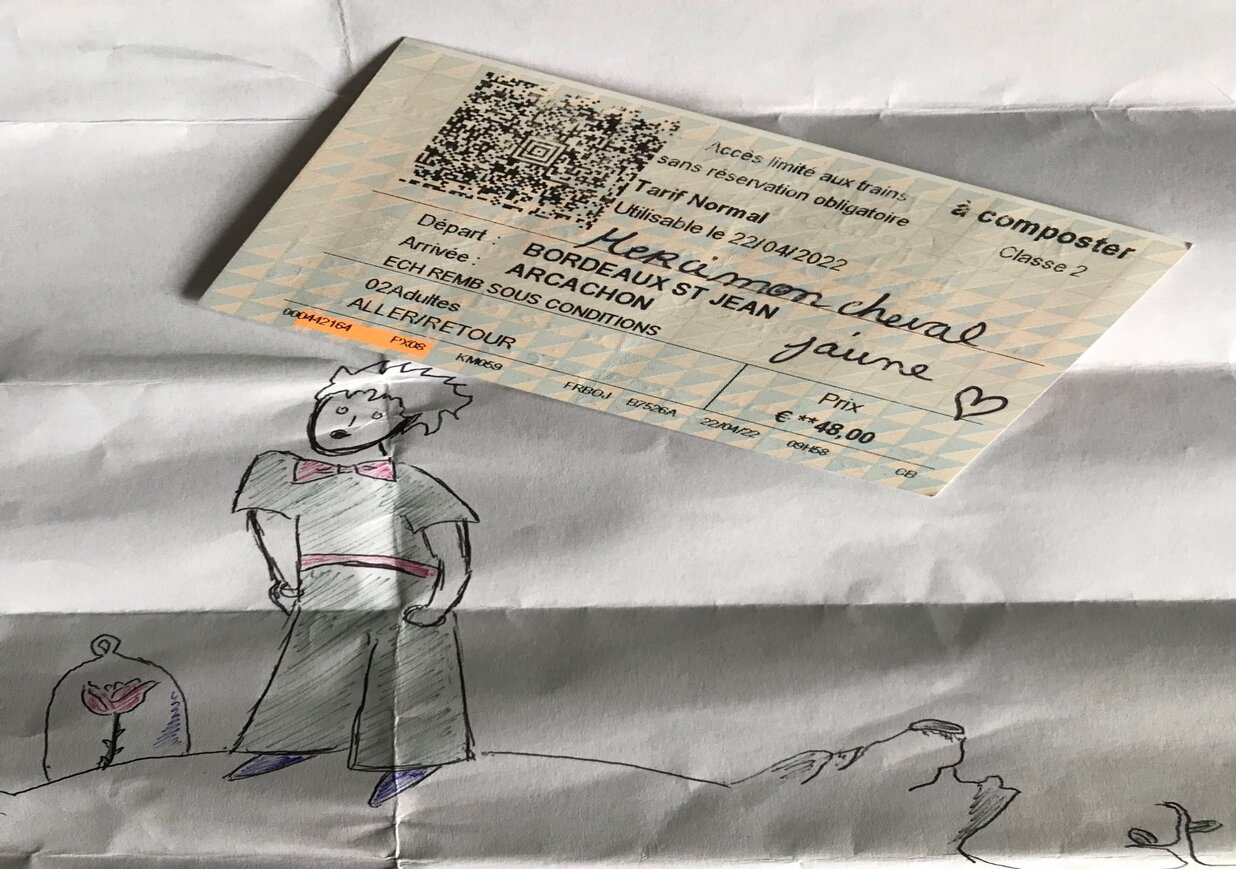 Accès limité aux trains
sans réservation obligatoire
à composter
Tarif Normal
Classe 2
Utilisable le 22/04/2022
Merci mon cheval
jaune
Départ : BORDEAUX ST JEAN
Arrivée : ARCACHON
ECH REMB SOUS CONDITIONS
02Adultes
ALLER/RETOUR
Prix
€ **48,00
000442164 PX08 KM059 FRBOJ B7526A 22/04/22 09H58 CB